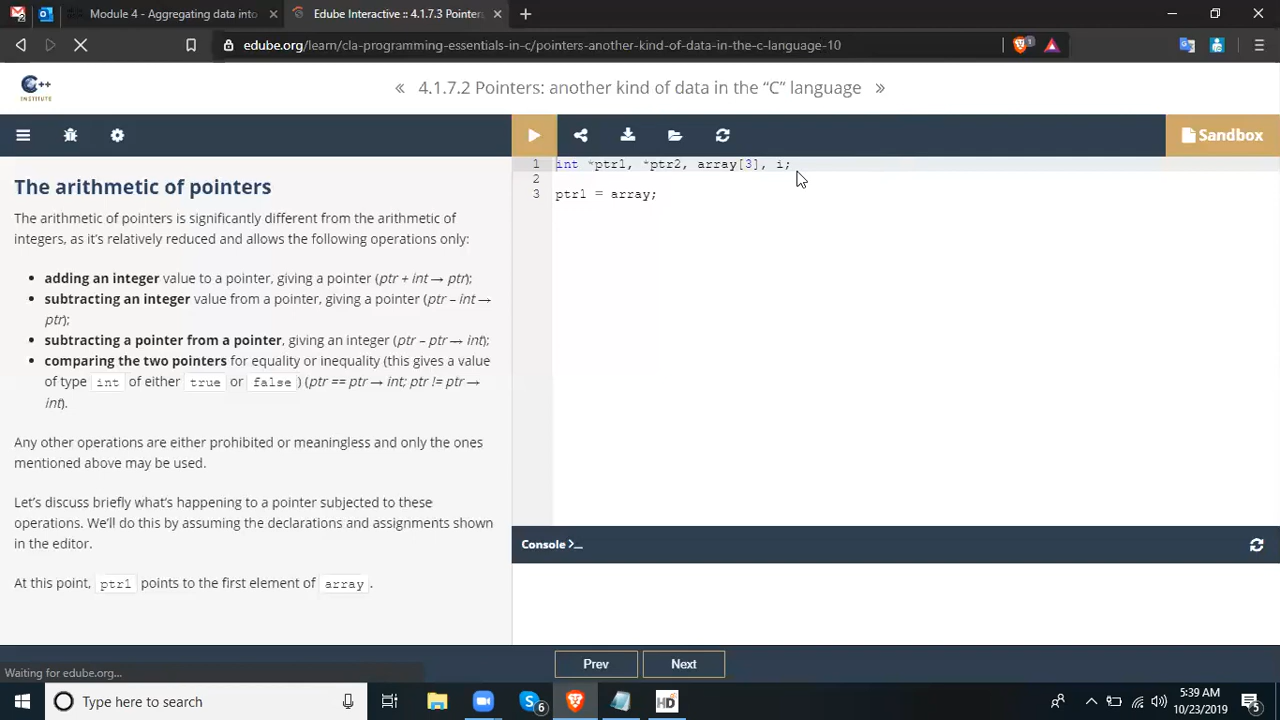 Module 4 - Aggregating data into
Edube Interactive :: 4.1.7.3 Pointer
edube.org/learn/cla-programming-essentials-in-c/pointers-another-kind-of-data-in-the-c-language-10
1
C++
INSTITUTE
« 4.1.7.2 Pointers: another kind of data in the “C” language »
Sandbox
The arithmetic of pointers
The arithmetic of pointers is significantly different from the arithmetic of
integers, as it’s relatively reduced and allows the following operations only:
• adding an integer value to a pointer, giving a pointer (ptr + int → ptr);
• subtracting an integer value from a pointer, giving a pointer (ptr – int →
ptr);
• subtracting a pointer from a pointer, giving an integer (ptr – ptr → int);
• comparing the two pointers for equality or inequality (this gives a value
of type int of either true or false) (ptr == ptr → int; ptr != ptr →
int).
Any other operations are either prohibited or meaningless and only the ones
mentioned above may be used.
Let’s discuss briefly what’s happening to a pointer subjected to these
operations. We’ll do this by assuming the declarations and assignments shown
in the editor.
At this point, ptr1 points to the first element of array.
1 int *ptr1, *ptr2, array[3], i;
2
3 ptr1 = array;
Console >_
Prev
Next
Waiting for edube.org...
Type here to search
6
HD
5:39 AM
10/23/2019
5